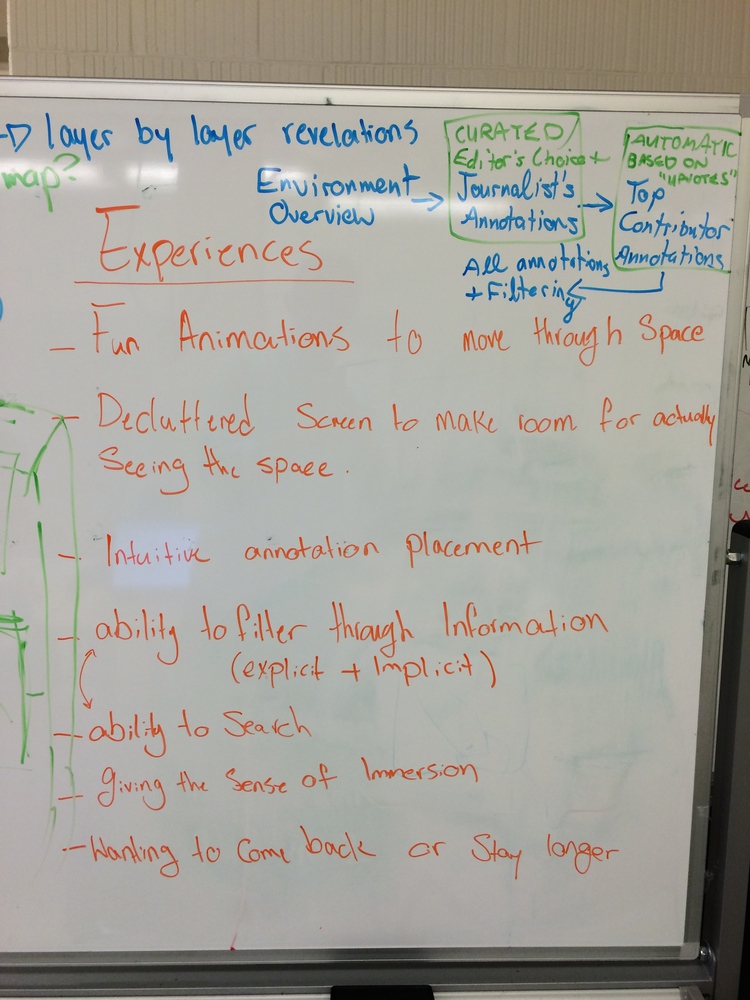 layer by layer revelations
map?
Environment
Overview
CURATED
Editor's Choice +
Journalist's
Annotations
AUTOMATIC
BASED ON
"UPVOTES"
Top
Contributor
Annotations
All annotations
+ Filtering
Experiences
- Fun Animations to move through Space
- Decluttered Screen to make room for actually
Seeing the space.
- Intuitive annotation placement
- ability to filter through Information
(explicit + Implicit)
- ability to Search
- giving the Sense of Immersion
- Wanting to Come back or Stay longer